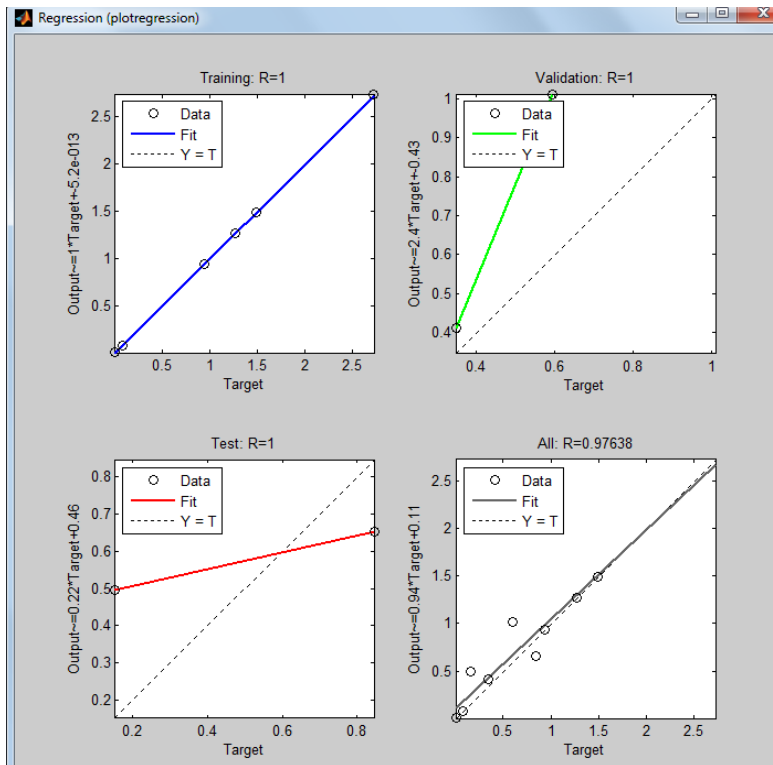 Regression (plotregression)
Training: R=1
Output~=1*Target+-5.2e-013
2.5
2
1.5
1
0.5
Data
Fit
Y = T
0.5
1
1.5
2
2.5
Target
Validation: R=1
Output~=2.4*Target+-0.43
1
0.9
0.8
0.7
0.6
0.5
0.4
Data
Fit
Y = T
0.4
0.6
0.8
1
Target
Test: R=1
Output~=0.22*Target+0.46
0.8
0.7
0.6
0.5
0.4
0.3
0.2
Data
Fit
Y = T
0.2
0.4
0.6
0.8
Target
All: R=0.97638
Output~=0.94*Target+0.11
2.5
2
1.5
1
0.5
Data
Fit
Y = T
0.5
1
1.5
2
2.5
Target